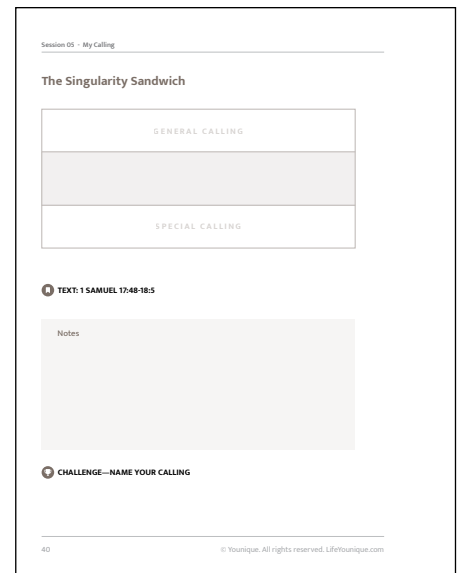 Session 05 · My Calling
The Singularity Sandwich
GENERAL CALLING
SPECIAL CALLING
TEXT: 1 SAMUEL 17:48-18:5
Notes
CHALLENGE—NAME YOUR CALLING
40
© Younique. All rights reserved. LifeYounique.com